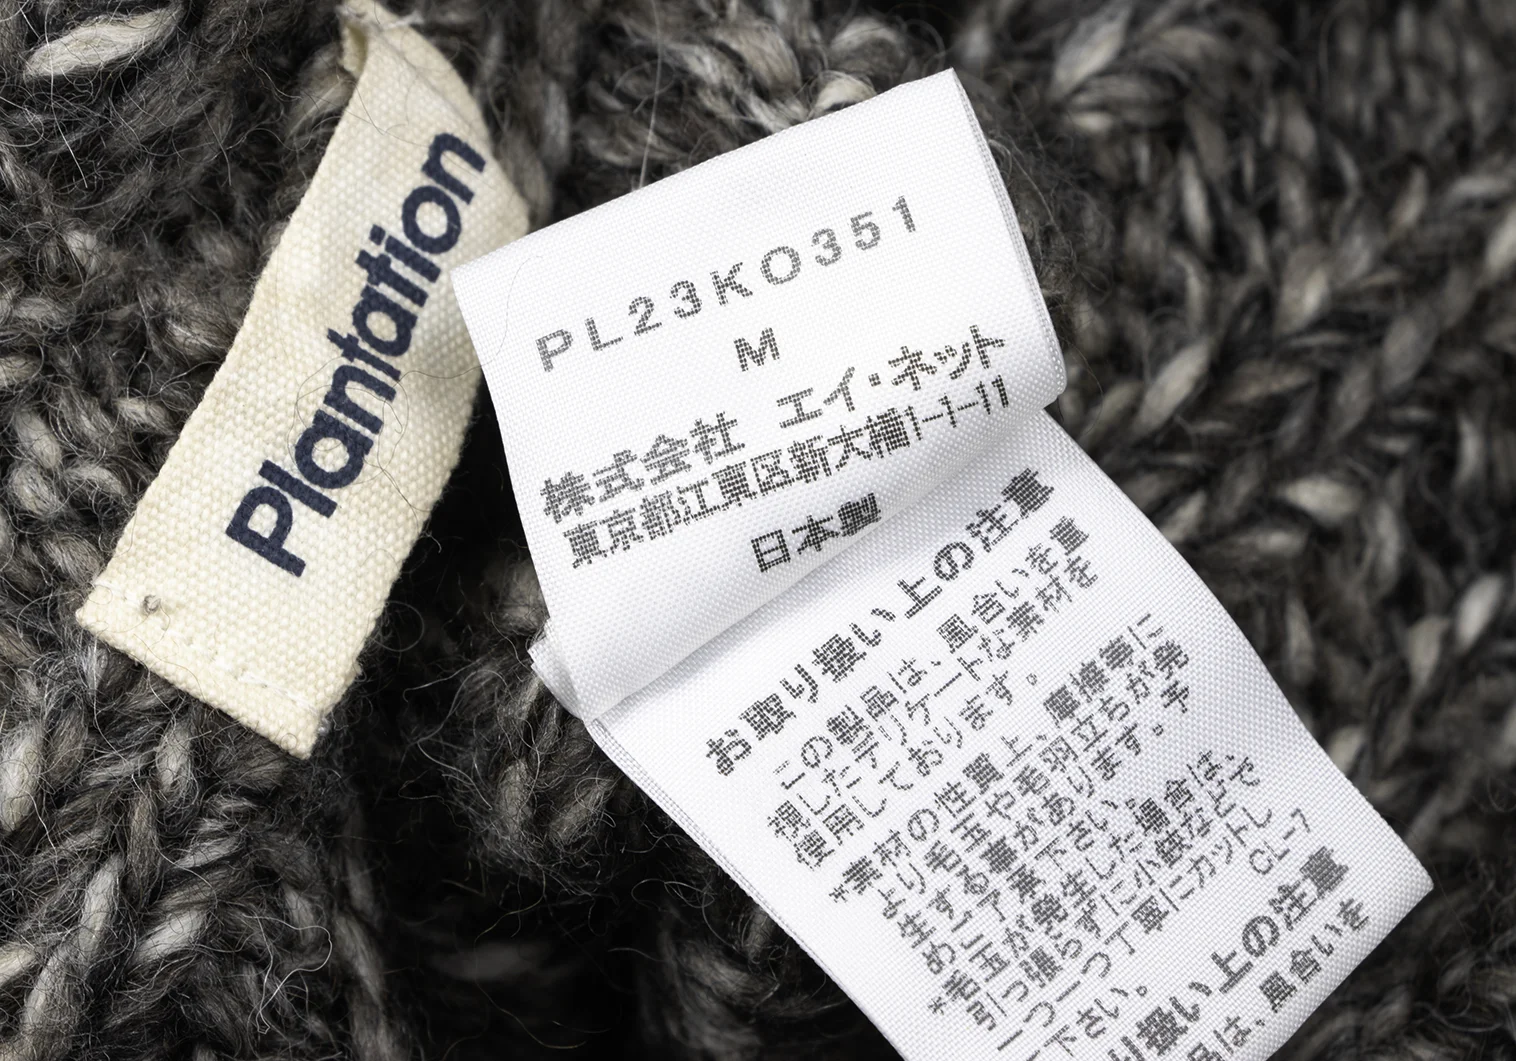 Plantation
PL23KO351
M
株式会社 エイ・ネット
東京都江東区新大橋1-1-11
日本製
お取り扱い上の注意
この製品は、風合いを重
視したデリケートな素材を
使用しております。
*素材の性質上、摩擦等に
より毛玉や毛羽立ちが発
生する事があります。手
めご了承下さい。
*毛玉が発生した場合は、
引っ張らずに小鋏などで
一つ一つ丁寧にカットし
下さい。
CL-7
り扱い上の注意
品は、風合いを